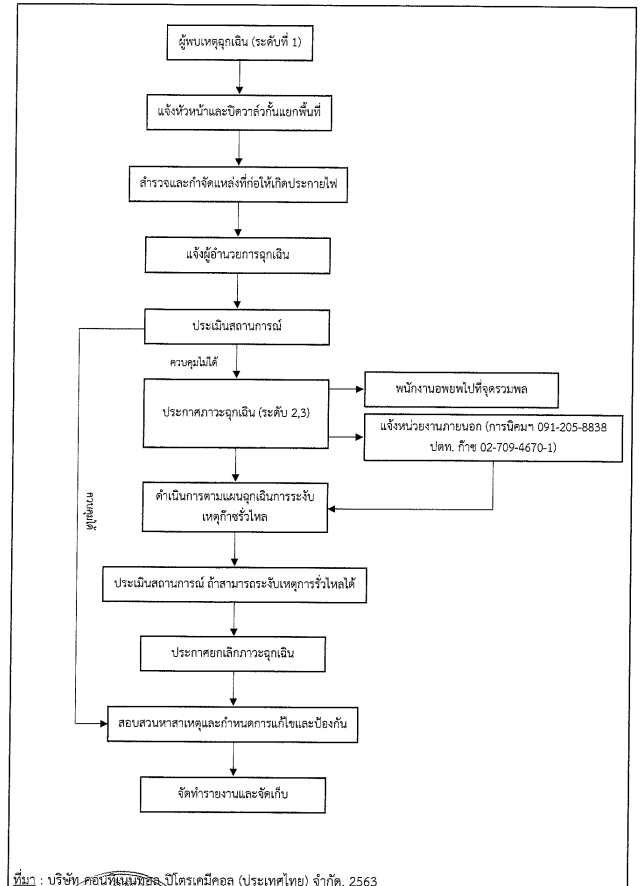 ผู้พบเหตุฉุกเฉิน (ระดับที่ 1)
แจ้งหัวหน้าและปิดวาล์วกั้นแยกพื้นที่
สำรวจและกำจัดแหล่งที่ก่อให้เกิดประกายไฟ
แจ้งผู้อำนวยการฉุกเฉิน
ประเมินสถานการณ์
ควบคุมไม่ได้
ประกาศภาวะฉุกเฉิน (ระดับ 2,3)
พนักงานอพยพไปที่จุดรวมพล
แจ้งหน่วยงานภายนอก (การนิคมฯ 091-205-8838
ปตท. ก๊าซ 02-709-4670-1)
ควบคุมได้
ดำเนินการตามแผนฉุกเฉินการระงับ
เหตุก๊าซรั่วไหล
ประเมินสถานการณ์ ถ้าสามารถระงับเหตุการรั่วไหลได้
ประกาศยกเลิกภาวะฉุกเฉิน
สอบสวนหาสาเหตุและกำหนดการแก้ไขและป้องกัน
จัดทำรายงานและจัดเก็บ
ที่มา : บริษัท คอนทิเนนทอล ปิโตรเคมีคอล (ประเทศไทย) จำกัด, 2563